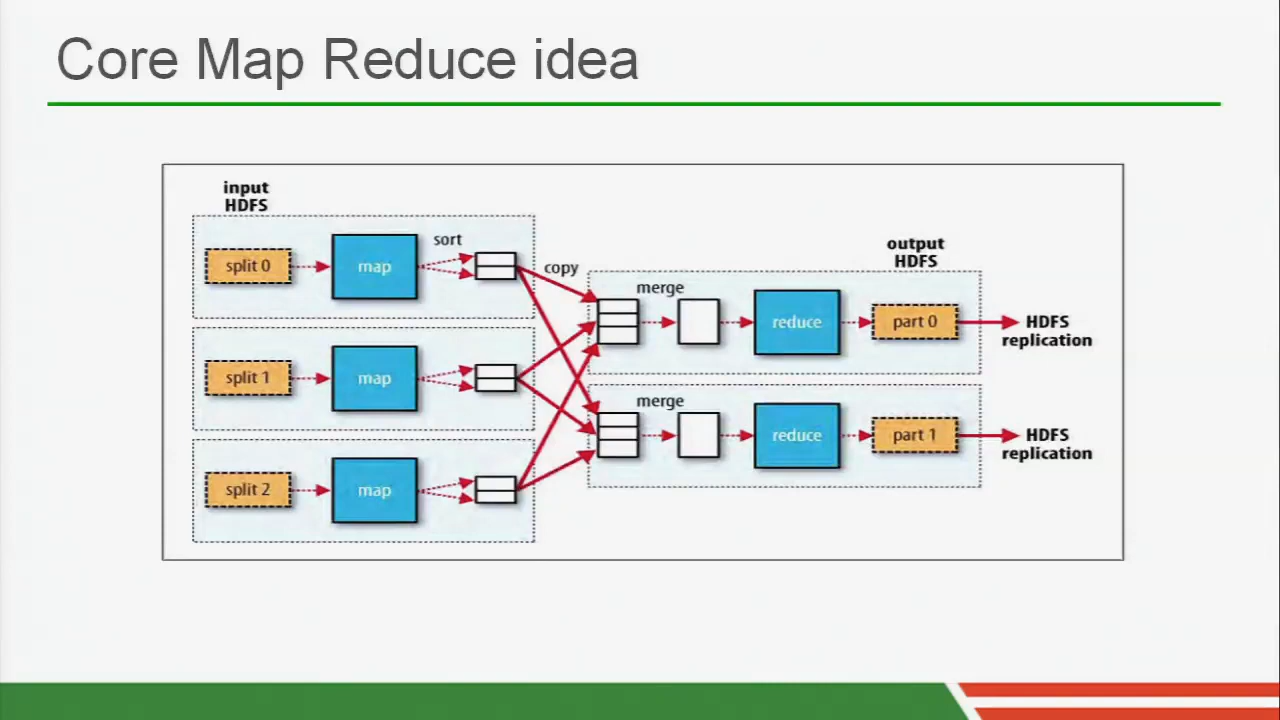 Core Map Reduce idea
input
HDFS
split 0
map
sort
copy
split 1
map
split 2
map
merge
reduce
output
HDFS
part 0
HDFS
replication
merge
reduce
part 1
HDFS
replication